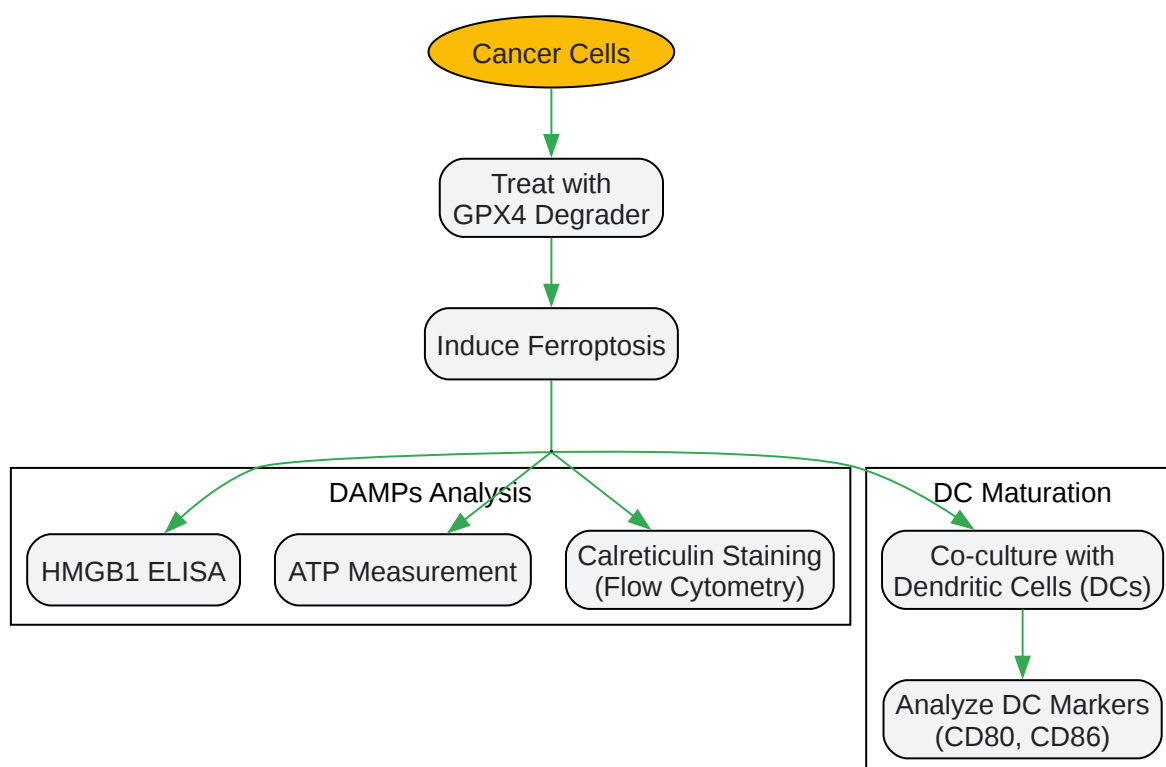 Cancer Cells
Treat with
GPX4 Degrader
Induce Ferroptosis
DAMPs Analysis
HMGB1 ELISA
ATP Measurement
Calreticulin Staining
(Flow Cytometry)
DC Maturation
Co-culture with
Dendritic Cells (DCs)
Analyze DC Markers
(CD80, CD86)